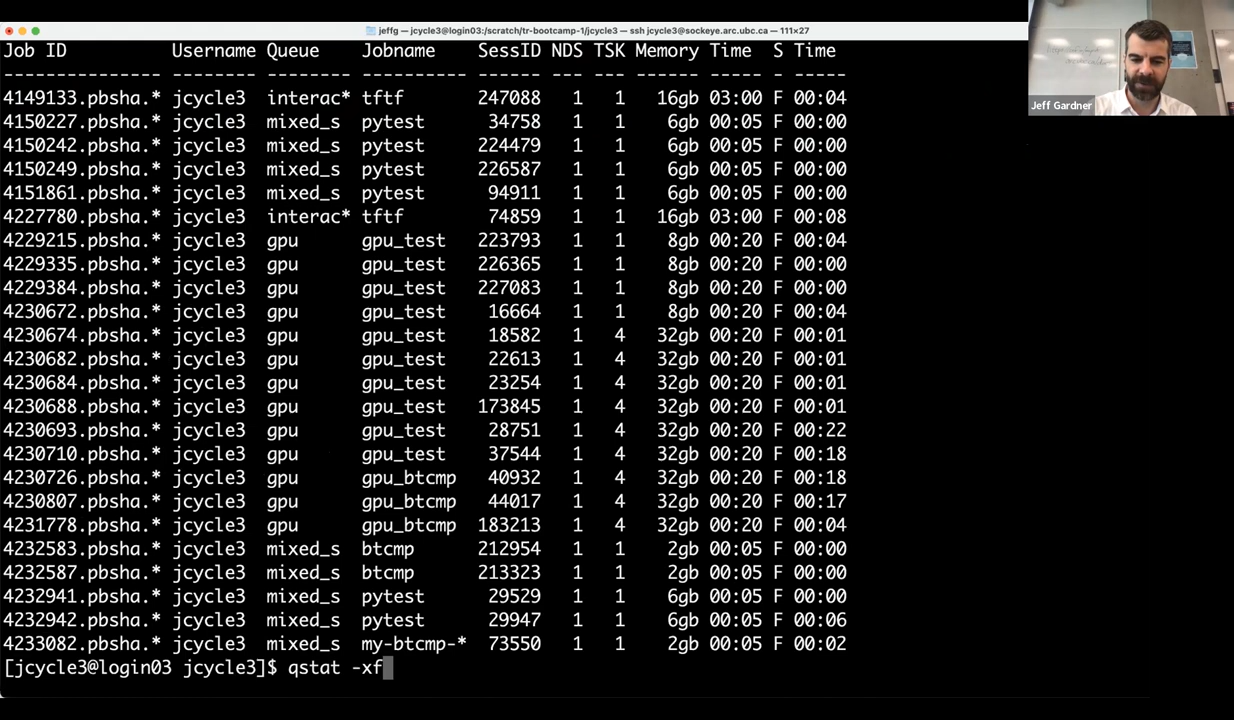 jeffg — jcycle3@login03:/scratch/tr-bootcamp-1/jcycle3 — ssh jcycle3@sockeye.arc.ubc.ca — 111×27
Job ID Username Queue Jobname SessID NDS TSK Memory Time S Time
--------------- -------- -------- ---------- ------ --- --- ------ ----- - -----
4149133.pbsha.* jcycle3 interac* tftf 247088 1 1 16gb 03:00 F 00:04
4150227.pbsha.* jcycle3 mixed_s pytest 34758 1 1 6gb 00:05 F 00:00
4150242.pbsha.* jcycle3 mixed_s pytest 224479 1 1 6gb 00:05 F 00:00
4150249.pbsha.* jcycle3 mixed_s pytest 226587 1 1 6gb 00:05 F 00:00
4151861.pbsha.* jcycle3 mixed_s pytest 94911 1 1 6gb 00:05 F 00:00
4227780.pbsha.* jcycle3 interac* tftf 74859 1 1 16gb 03:00 F 00:08
4229215.pbsha.* jcycle3 gpu gpu_test 223793 1 1 8gb 00:20 F 00:04
4229335.pbsha.* jcycle3 gpu gpu_test 226365 1 1 8gb 00:20 F 00:00
4229384.pbsha.* jcycle3 gpu gpu_test 227083 1 1 8gb 00:20 F 00:00
4230672.pbsha.* jcycle3 gpu gpu_test 16664 1 1 8gb 00:20 F 00:04
4230674.pbsha.* jcycle3 gpu gpu_test 18582 1 4 32gb 00:20 F 00:01
4230682.pbsha.* jcycle3 gpu gpu_test 22613 1 4 32gb 00:20 F 00:01
4230684.pbsha.* jcycle3 gpu gpu_test 23254 1 4 32gb 00:20 F 00:01
4230688.pbsha.* jcycle3 gpu gpu_test 173845 1 4 32gb 00:20 F 00:01
4230693.pbsha.* jcycle3 gpu gpu_test 28751 1 4 32gb 00:20 F 00:22
4230710.pbsha.* jcycle3 gpu gpu_test 37544 1 4 32gb 00:20 F 00:18
4230726.pbsha.* jcycle3 gpu gpu_btcmp 40932 1 4 32gb 00:20 F 00:18
4230807.pbsha.* jcycle3 gpu gpu_btcmp 44017 1 4 32gb 00:20 F 00:17
4231778.pbsha.* jcycle3 gpu gpu_btcmp 183213 1 4 32gb 00:20 F 00:04
4232583.pbsha.* jcycle3 mixed_s btcmp 212954 1 1 2gb 00:05 F 00:00
4232587.pbsha.* jcycle3 mixed_s btcmp 213323 1 1 2gb 00:05 F 00:00
4232941.pbsha.* jcycle3 mixed_s pytest 29529 1 1 6gb 00:05 F 00:00
4232942.pbsha.* jcycle3 mixed_s pytest 29947 1 1 6gb 00:05 F 00:06
4233082.pbsha.* jcycle3 mixed_s my-btcmp-* 73550 1 1 2gb 00:05 F 00:02
[jcycle3@login03 jcycle3]$ qstat -xf
Jeff Gardner